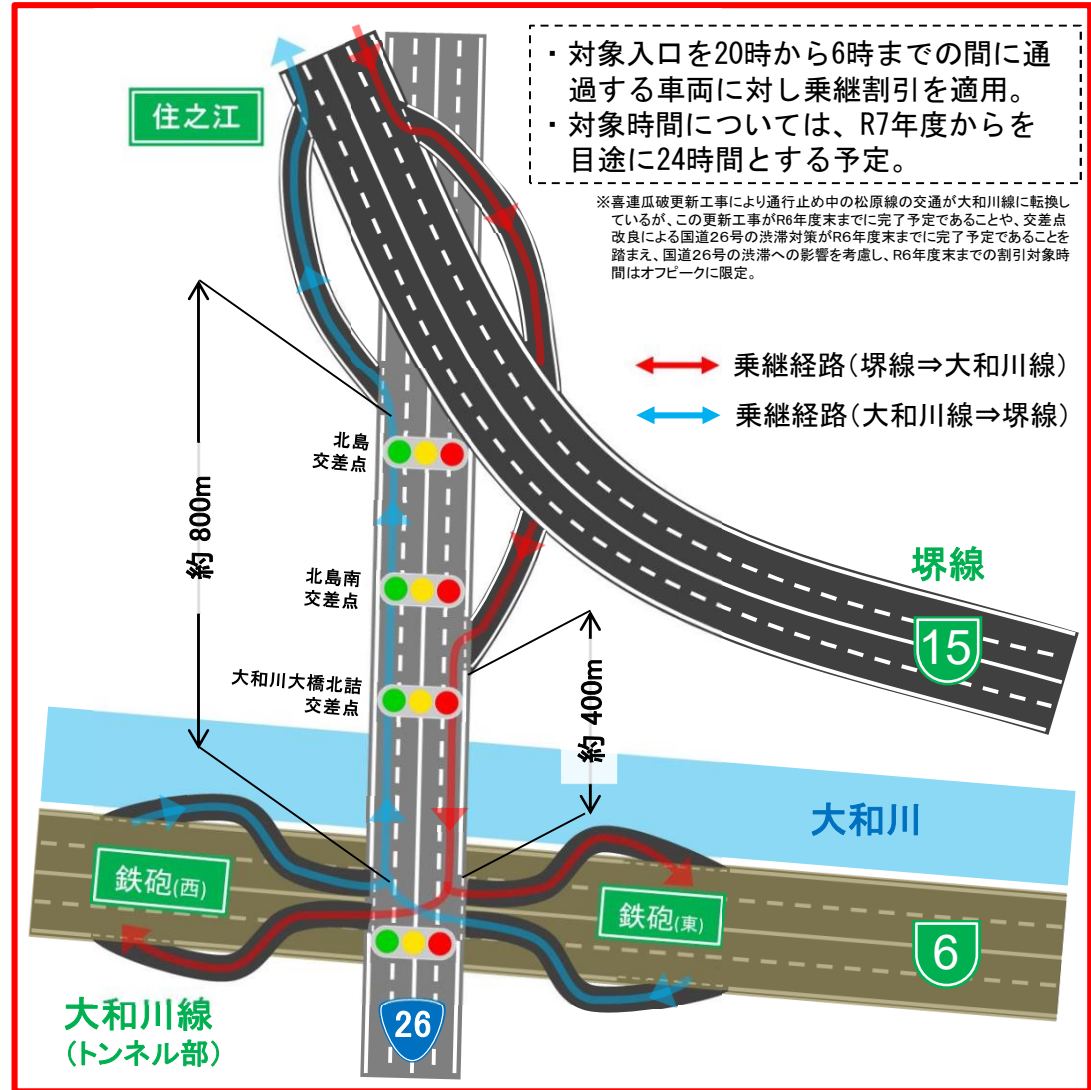 ・対象入口を20時から6時までの間に通
過する車両に対し乗継割引を適用。
・対象時間については、R7年度からを
目途に24時間とする予定。
※喜連瓜破更新工事により通行止め中の松原線の交通が大和川線に転換
しているが、この更新工事がR6年度末までに完了予定であることや、交差点
改良による国道26号の渋滞対策がR6年度末までに完了予定であることを
踏まえ、国道26号の渋滞への影響を考慮し、R6年度末までの割引対象時
間はオフピークに限定。
住之江
乗継経路(堺線⇒大和川線)
乗継経路(大和川線⇒堺線)
北島
交差点
約 800m
北島南
交差点
堺線
15
大和川大橋北詰
交差点
約 400m
大和川
鉄砲(西)
鉄砲(東)
6
大和川線
(トンネル部)
26